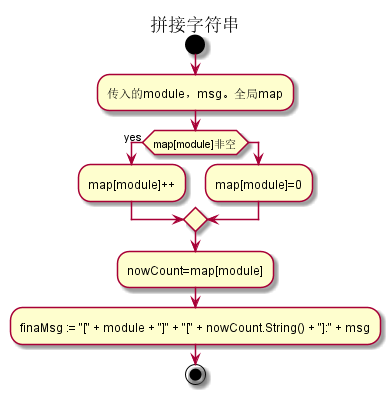 拼接字符串
传入的module，msg。全局map
yes
map[module]非空
map[module]++
map[module]=0
nowCount=map[module]
finaMsg := "[" + module + "]" + "[" + nowCount.String() + "]:" + msg